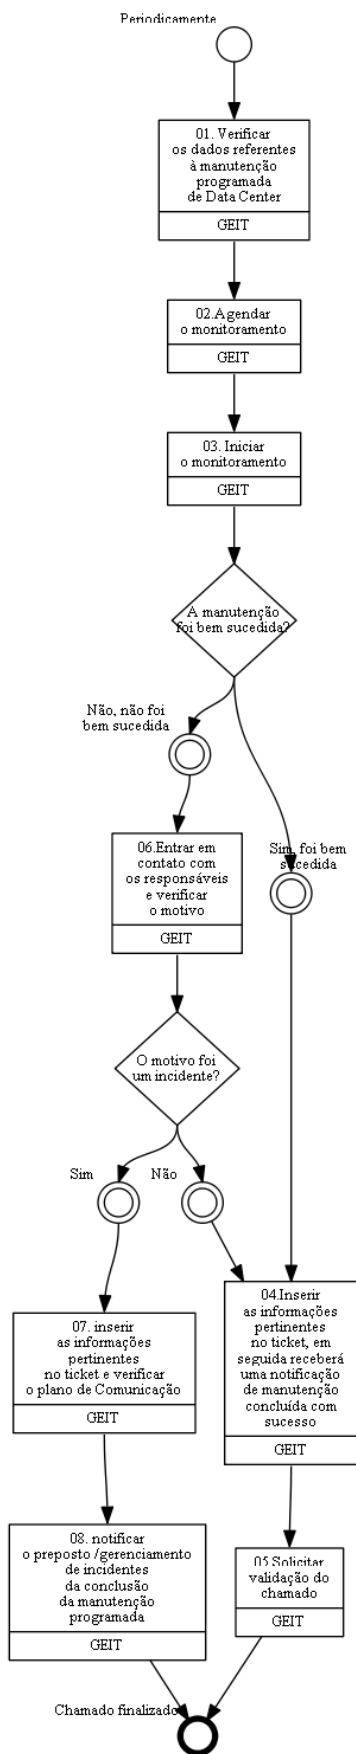 Periodicamente
01. Verificar
os dados referentes
à manutenção
programada
de Data Center
GEIT
02.Agendar
o monitoramento
GEIT
03. Iniciar
o monitoramento
GEIT
A manutenção
foi bem sucedida?
Não, não foi
bem sucedida
Sim, foi bem
sucedida
06.Entrar em
contato com
os responsáveis
e verificar
o motivo
GEIT
O motivo foi
um incidente?
Sim
Não
04.Inserir
as informações
pertinentes
no ticket, em
seguida receberá
uma notificação
de manutenção
concluída com
sucesso
GEIT
07. inserir
as informações
pertinentes
no ticket e verificar
o plano de Comunicação
GEIT
08. notificar
o preposto /gerenciamento
de incidentes
da conclusão
da manutenção
programada
GEIT
05.Solicitar
validação do
chamado
GEIT
Chamado finalizado